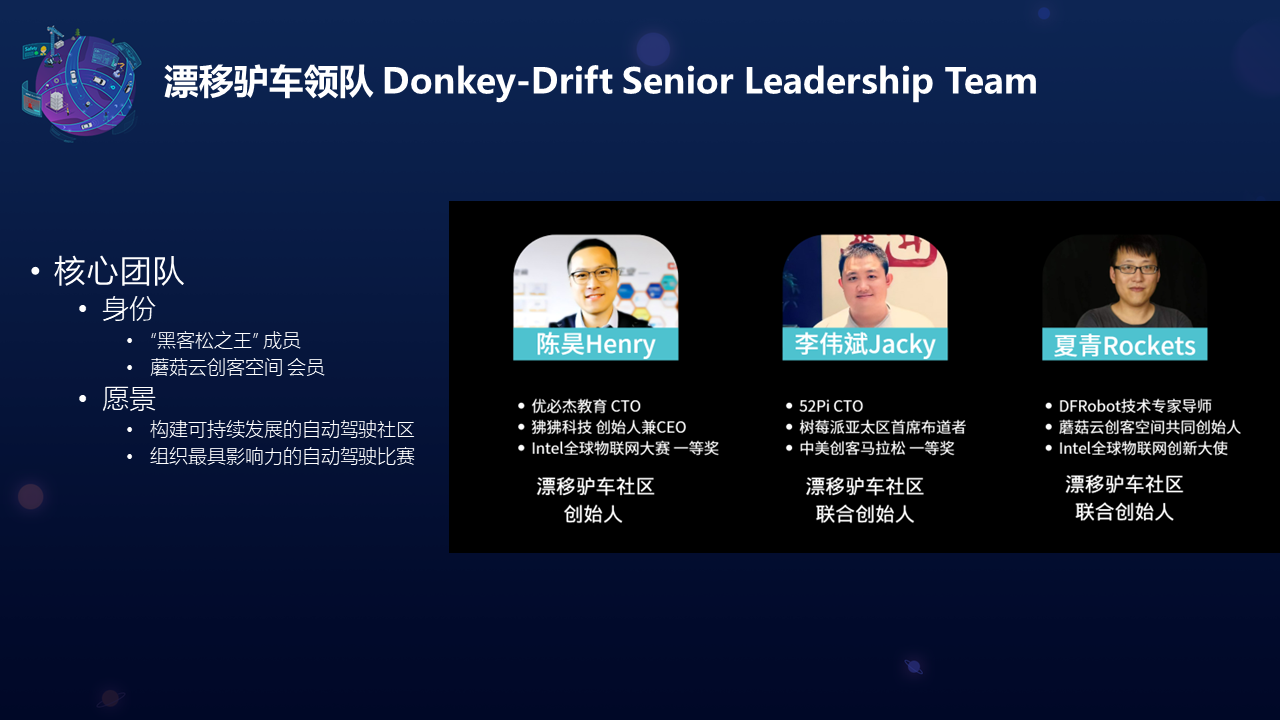 漂移驴车领队 Donkey-Drift Senior Leadership Team
• 核心团队
• 身份
• “黑客松之王” 成员
• 蘑菇云创客空间 会员
• 愿景
• 构建可持续发展的自动驾驶社区
• 组织最具影响力的自动驾驶比赛
陈昊Henry
• 优必杰教育 CTO
• 狒狒科技 创始人兼CEO
• Intel全球物联网大赛 一等奖
漂移驴车社区
创始人
李伟斌Jacky
• 52Pi CTO
• 树莓派亚太区首席布道者
• 中美创客马拉松 一等奖
漂移驴车社区
联合创始人
夏青Rockets
• DFRobot技术专家导师
• 蘑菇云创客空间共同创始人
• Intel全球物联网创新大使
漂移驴车社区
联合创始人